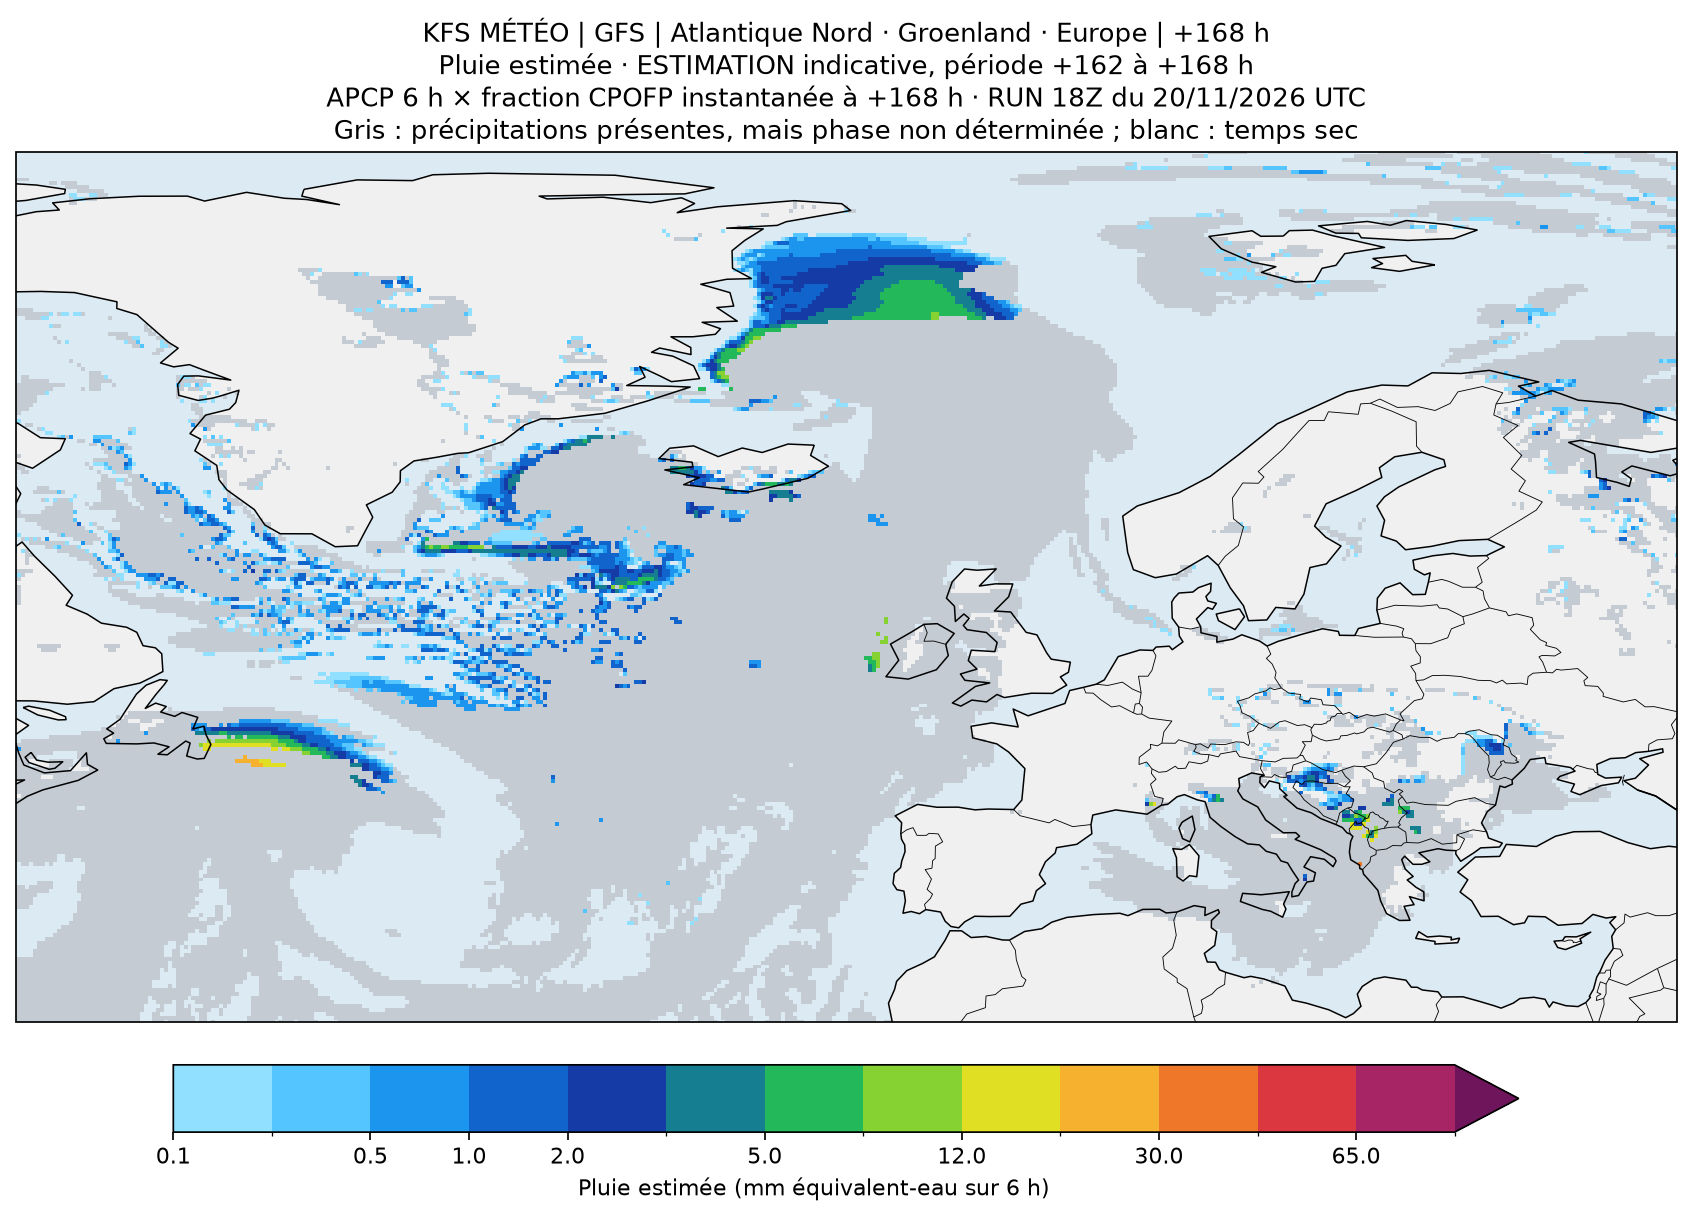 KFS MÉTÉO | GFS | Atlantique Nord · Groenland · Europe | +168 h
Pluie estimée · ESTIMATION indicative, période +162 à +168 h
APCP 6 h × fraction CPOFP instantanée à +168 h · RUN 18Z du 20/11/2026 UTC
Gris : précipitations présentes, mais phase non déterminée ; blanc : temps sec
0.1 0.5 1.0 2.0 5.0 12.0 30.0 65.0
Pluie estimée (mm équivalent-eau sur 6 h)